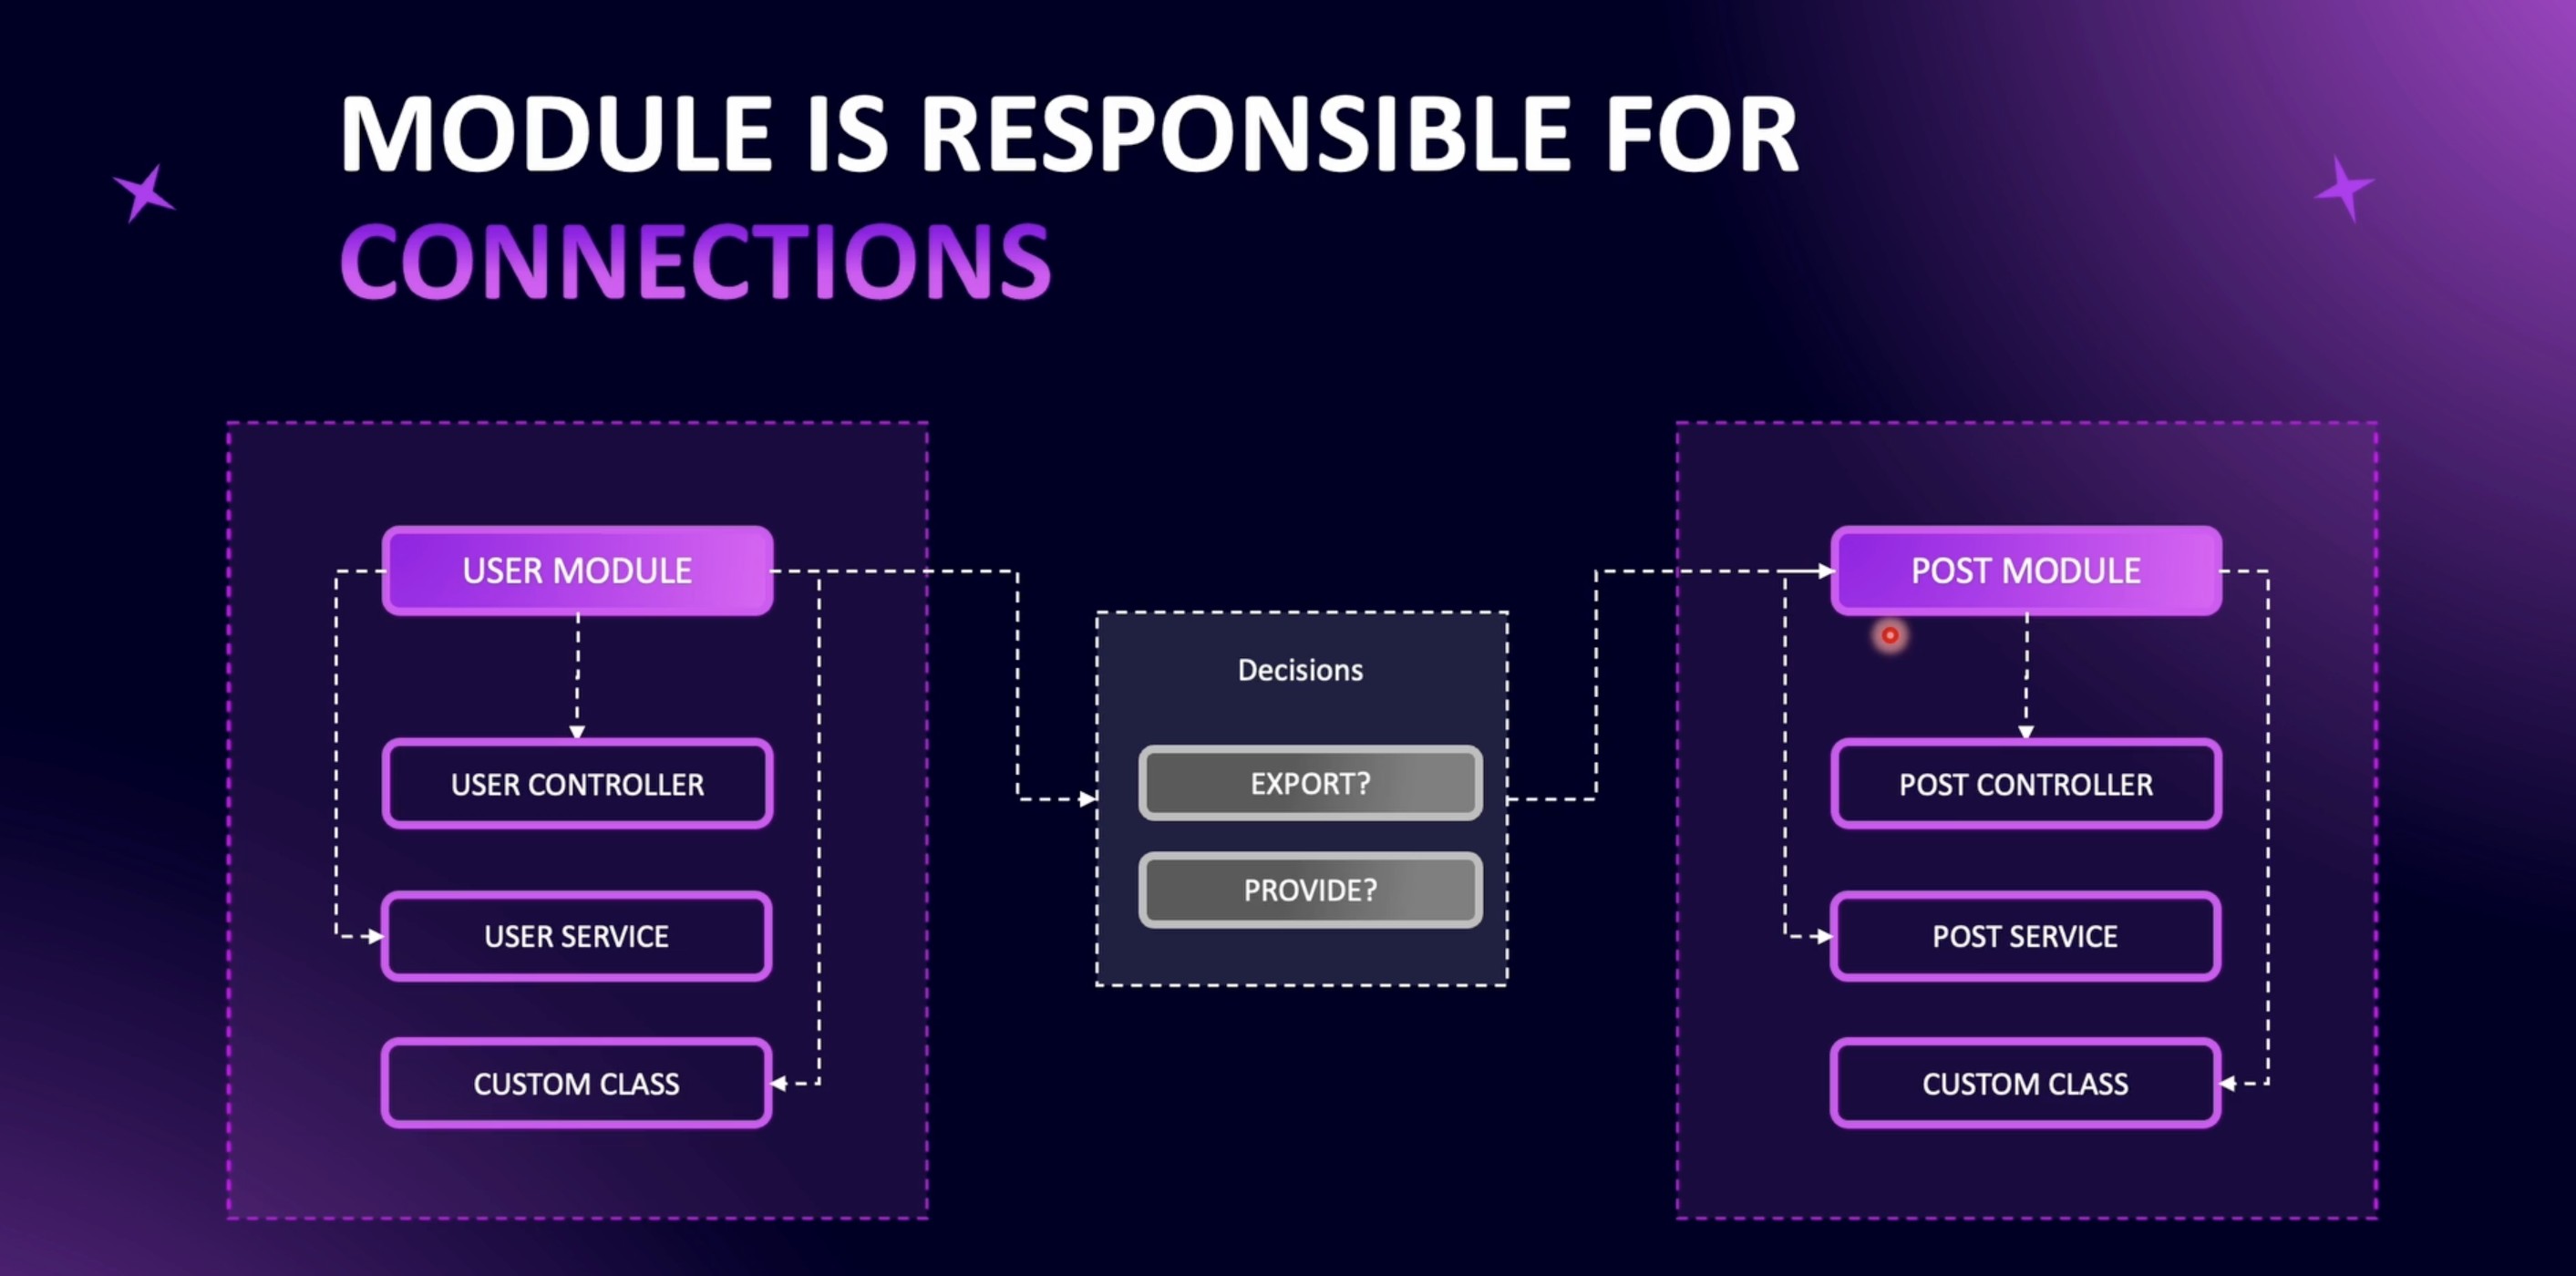 MODULE IS RESPONSIBLE FOR
CONNECTIONS
USER MODULE
USER CONTROLLER
USER SERVICE
CUSTOM CLASS
Decisions
EXPORT?
PROVIDE?
POST MODULE
POST CONTROLLER
POST SERVICE
CUSTOM CLASS